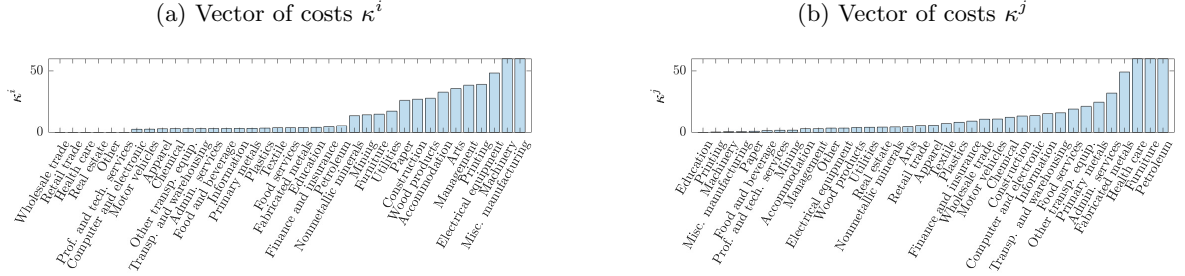 (a) Vector of costs κ^i
50
0
κ^i
Wholesale trade
Retail trade
Health care
Real estate
Other
Prof. and tech. services
Computer and electronic
Motor vehicles
Apparel
Chemical
Other transp. equip.
Transp. and warehousing
Admin. services
Food and beverage
Information
Primary metals
Plastics
Textile
Food services
Fabricated metals
Education
Finance and insurance
Petroleum
Nonmetallic minerals
Mining
Furniture
Utilities
Paper
Construction
Wood products
Accommodation
Arts
Management
Printing
Electrical equipment
Machinery
Misc. manufacturing
(b) Vector of costs κ^j
50
0
κ^j
Education
Printing
Machinery
Misc. manufacturing
Paper
Food and beverage
Prof. and tech. services
Mining
Accommodation
Management
Other
Electrical equipment
Wood products
Utilities
Real estate
Nonmetallic minerals
Arts
Retail trade
Apparel
Textile
Plastics
Finance and insurance
Wholesale trade
Motor vehicles
Chemical
Construction
Computer and electronic
Information
Transp. and warehousing
Food services
Other transp. equip.
Primary metals
Admin. services
Fabricated metals
Health care
Furniture
Petroleum